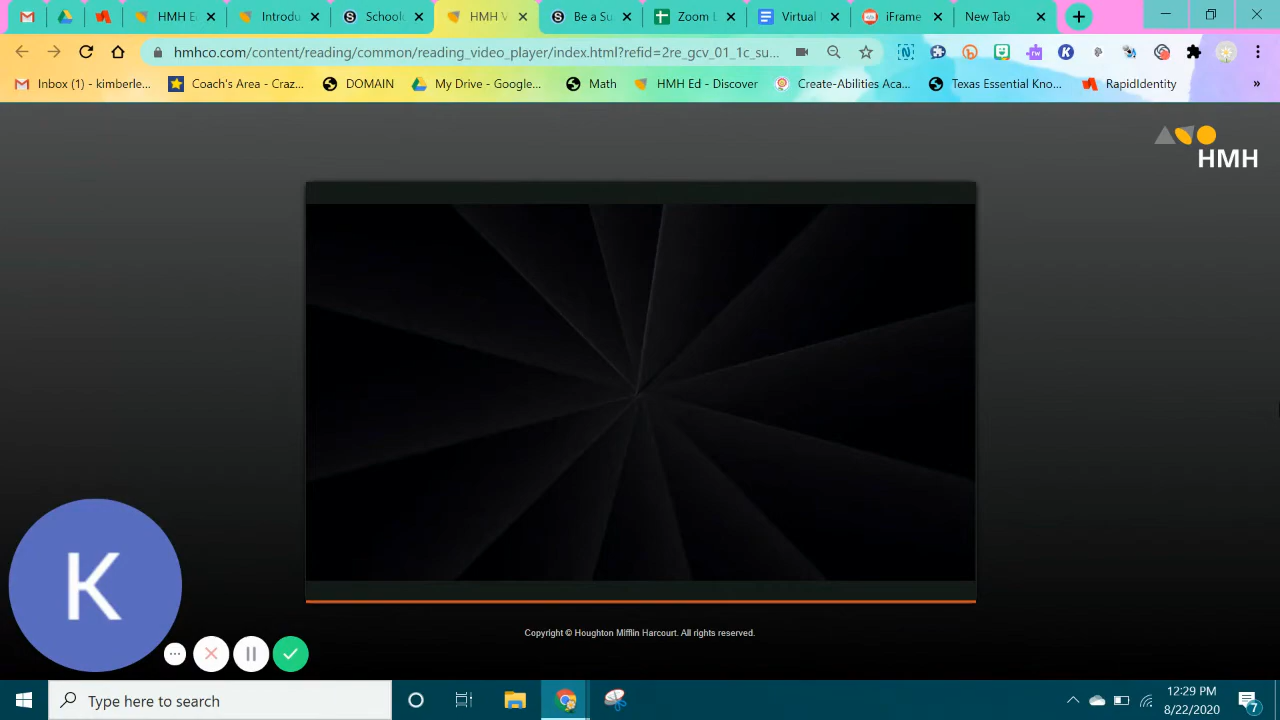 HMH E
Introdu
School
HMH V
Be a Su
Zoom L
Virtual
iFrame
New Tab
hmhco.com/content/reading/common/reading_video_player/index.html?refid=2re_gcv_01_1c_su...
Inbox (1) - kimberle...
Coach's Area - Craz...
DOMAIN
My Drive - Google...
Math
HMH Ed - Discover
Create-Abilities Aca...
Texas Essential Kno...
RapidIdentity
»
HMH
K
Copyright © Houghton Mifflin Harcourt. All rights reserved.
Type here to search
12:29 PM
8/22/2020
7